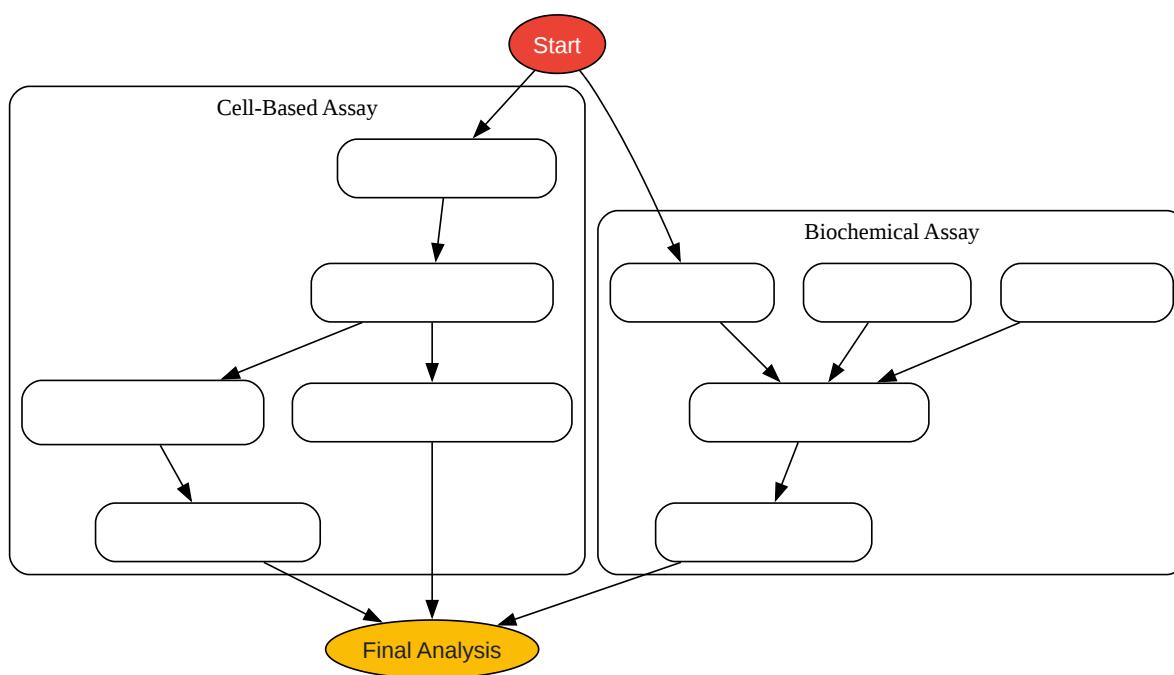 Start
Cell-Based Assay
Biochemical Assay
Final Analysis